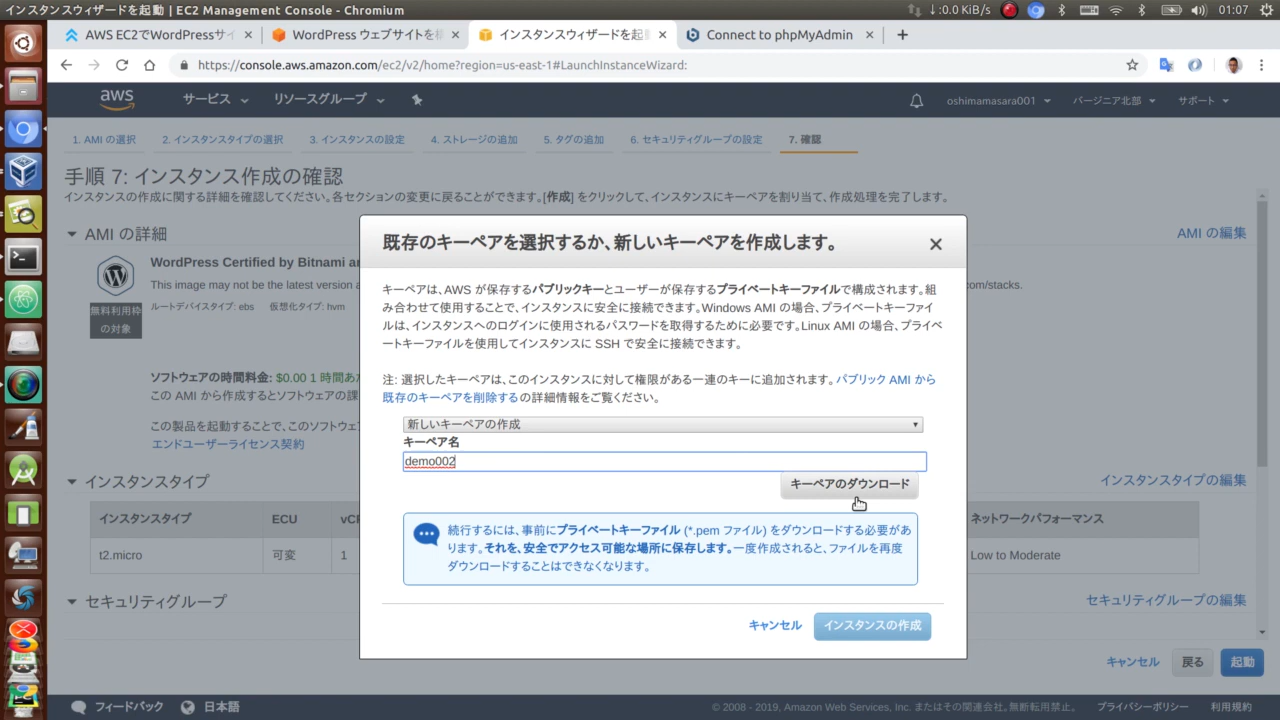 インスタンスウィザードを起動 | EC2 Management Console - Chromium
↓:0.0 KiB/s
01:07
AWS EC2でWordPressサイ
WordPress ウェブサイトを構
インスタンスウィザードを起動
Connect to phpMyAdmin
https://console.aws.amazon.com/ec2/v2/home?region=us-east-1#LaunchInstanceWizard:
aws
サービス
リソースグループ
oshimamasara001
バージニア北部
サポート
1. AMI の選択
2. インスタンスタイプの選択
3. インスタンスの設定
4. ストレージの追加
5. タグの追加
6. セキュリティグループの設定
7. 確認
手順 7: インスタンス作成の確認
インスタンスの作成に関する詳細を確認してください。各セクションの変更に戻ることができます。[作成] をクリックして、インスタンスにキーペアを割り当て、作成処理を完了します。
AMI の詳細
AMI の編集
WordPress Certified by Bitnami an
This image may not be the latest version a
om/stacks.
ルートデバイスタイプ: ebs 仮想化タイプ: hvm
無料利用枠
の対象
ソフトウェアの時間料金: $0.00 1 時間あた
この AMI から作成するとソフトウェアの課
この製品を起動することで、このソフトウェ
エンドユーザーライセンス契約
インスタンスタイプ
インスタンスタイプの編集
インスタンスタイプ
ECU
vCP
ネットワークパフォーマンス
t2.micro
可変
1
Low to Moderate
セキュリティグループ
セキュリティグループの編集
既存のキーペアを選択するか、新しいキーペアを作成します。
キーペアは、AWS が保存するパブリックキーとユーザーが保存するプライベートキーファイルで構成されます。組
み合わせて使用することで、インスタンスに安全に接続できます。Windows AMI の場合、プライベートキーファイ
ルは、インスタンスへのログインに使用されるパスワードを取得するために必要です。Linux AMI の場合、プライベ
ートキーファイルを使用してインスタンスに SSH で安全に接続できます。
注: 選択したキーペアは、このインスタンスに対して権限がある一連のキーに追加されます。パブリック AMI から
既存のキーペアを削除するの詳細情報をご覧ください。
新しいキーペアの作成
キーペア名
demo002
キーペアのダウンロード
続行するには、事前にプライベートキーファイル (*.pem ファイル) をダウンロードする必要があ
ります。それを、安全でアクセス可能な場所に保存します。一度作成されると、ファイルを再度
ダウンロードすることはできなくなります。
キャンセル
インスタンスの作成
キャンセル
戻る
起動
フィードバック
日本語
© 2008 - 2019, Amazon Web Services, Inc. またはその関連会社。無断転用禁止。
プライバシーポリシー
利用規約